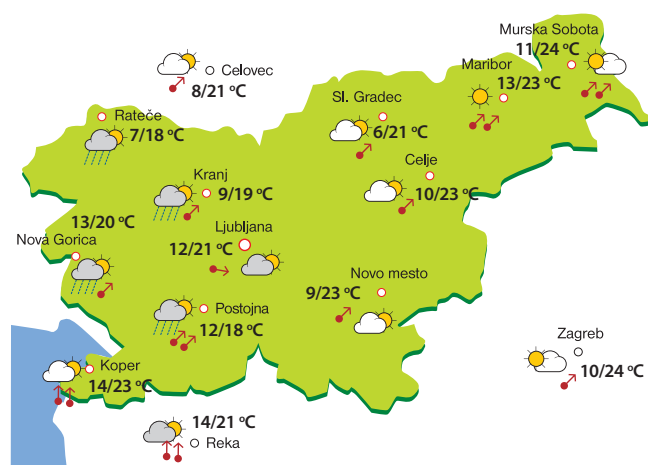 Murska Sobota
11/24 °C
Maribor
13/23 °C
Celovec
8/21 °C
Sl. Gradec
6/21 °C
Rateče
7/18 °C
Celje
10/23 °C
Kranj
9/19 °C
13/20 °C
Nova Gorica
Ljubljana
12/21 °C
Novo mesto
9/23 °C
Postojna
12/18 °C
Zagreb
10/24 °C
Koper
14/23 °C
14/21 °C
Reka